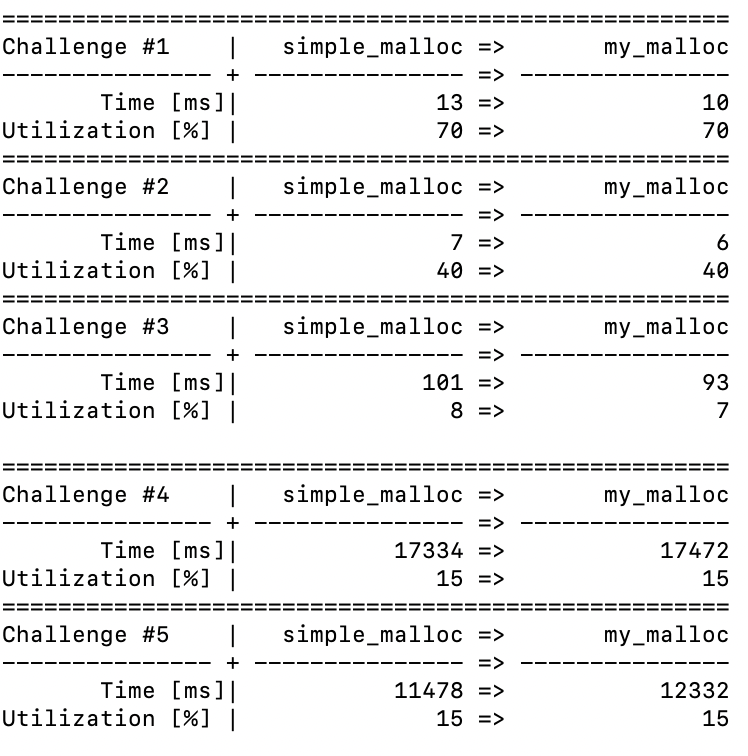 ====================================================
Challenge #1    |   simple_malloc =>       my_malloc
--------------- + --------------- => ---------------
       Time [ms]|              13 =>              10
Utilization [%] |              70 =>              70
====================================================
Challenge #2    |   simple_malloc =>       my_malloc
--------------- + --------------- => ---------------
       Time [ms]|               7 =>               6
Utilization [%] |              40 =>              40
====================================================
Challenge #3    |   simple_malloc =>       my_malloc
--------------- + --------------- => ---------------
       Time [ms]|             101 =>              93
Utilization [%] |               8 =>               7

====================================================
Challenge #4    |   simple_malloc =>       my_malloc
--------------- + --------------- => ---------------
       Time [ms]|           17334 =>           17472
Utilization [%] |              15 =>              15
====================================================
Challenge #5    |   simple_malloc =>       my_malloc
--------------- + --------------- => ---------------
       Time [ms]|           11478 =>           12332
Utilization [%] |              15 =>              15